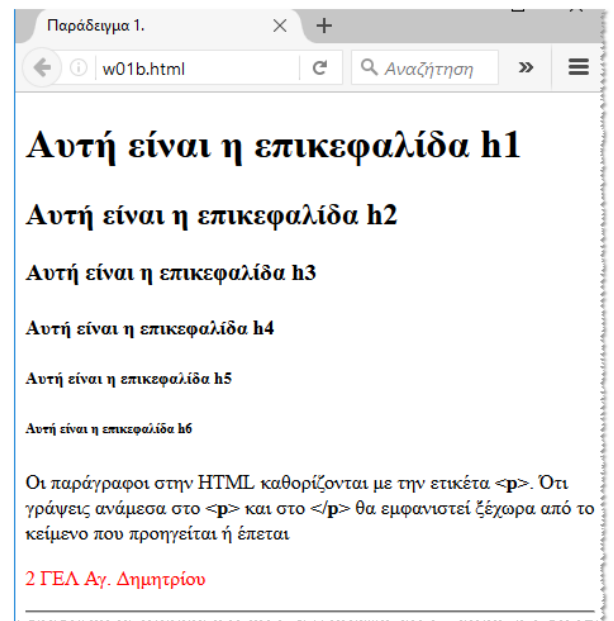 Παράδειγμα 1.
w01b.html
Αναζήτηση
Αυτή είναι η επικεφαλίδα h1
Αυτή είναι η επικεφαλίδα h2
Αυτή είναι η επικεφαλίδα h3
Αυτή είναι η επικεφαλίδα h4
Αυτή είναι η επικεφαλίδα h5
Αυτή είναι η επικεφαλίδα h6
Οι παράγραφοι στην HTML καθορίζονται με την ετικέτα <p>. Ότι
γράψεις ανάμεσα στο <p> και στο </p> θα εμφανιστεί ξέχωρα από το
κείμενο που προηγείται ή έπεται
2 ΓΕΛ Αγ. Δημητρίου